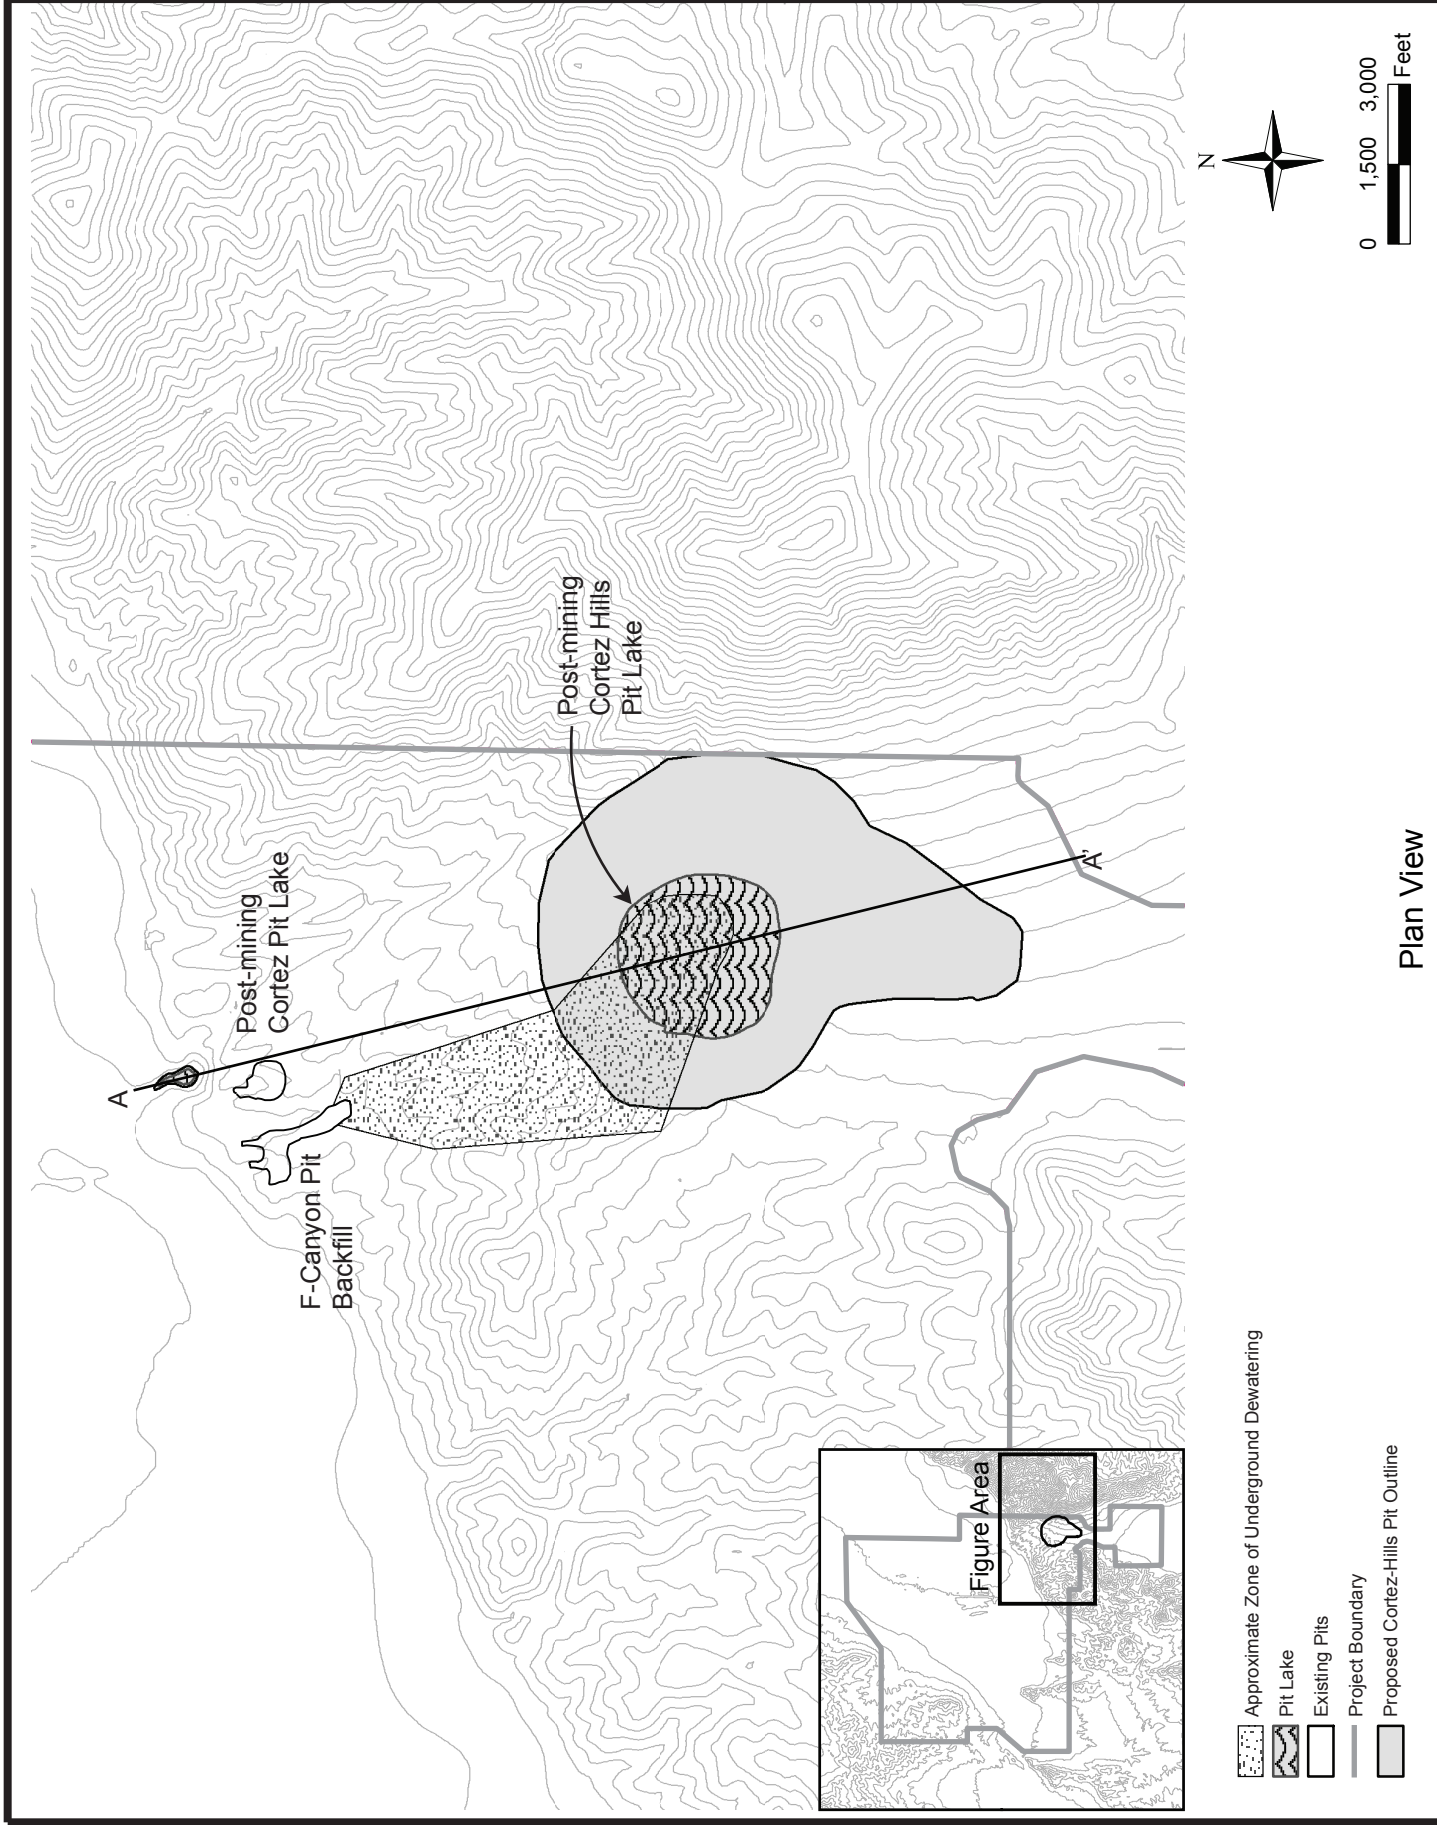 A
Post-mining
Cortez Pit Lake
F-Canyon Pit
Backfill
Post-mining
Cortez Hills
Pit Lake
A'
Figure Area
Approximate Zone of Underground Dewatering
Pit Lake
Existing Pits
Project Boundary
Proposed Cortez-Hills Pit Outline
Plan View
N
0 1,500 3,000
Feet